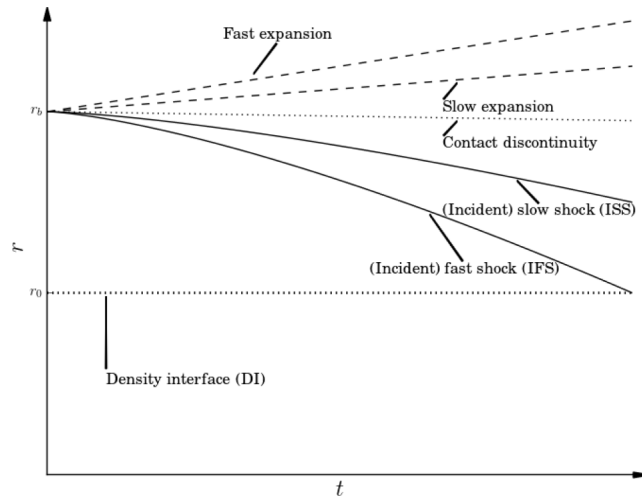 Fast expansion
r_b
Slow expansion
Contact discontinuity
(Incident) slow shock (ISS)
r
(Incident) fast shock (IFS)
r_0
Density interface (DI)
t